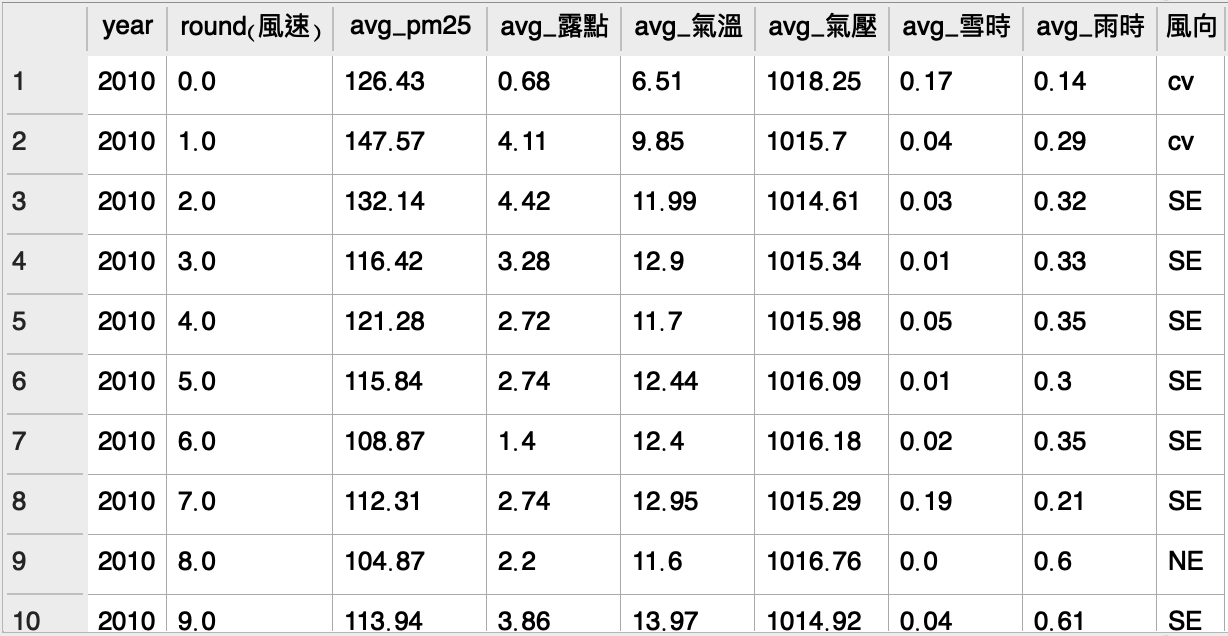 year round(風速) avg_pm25 avg_露點 avg_氣溫 avg_氣壓 avg_雪時 avg_雨時 風向
1 2010 0.0 126.43 0.68 6.51 1018.25 0.17 0.14 cv
2 2010 1.0 147.57 4.11 9.85 1015.7 0.04 0.29 cv
3 2010 2.0 132.14 4.42 11.99 1014.61 0.03 0.32 SE
4 2010 3.0 116.42 3.28 12.9 1015.34 0.01 0.33 SE
5 2010 4.0 121.28 2.72 11.7 1015.98 0.05 0.35 SE
6 2010 5.0 115.84 2.74 12.44 1016.09 0.01 0.3 SE
7 2010 6.0 108.87 1.4 12.4 1016.18 0.02 0.35 SE
8 2010 7.0 112.31 2.74 12.95 1015.29 0.19 0.21 SE
9 2010 8.0 104.87 2.2 11.6 1016.76 0.0 0.6 NE
10 2010 9.0 113.94 3.86 13.97 1014.92 0.04 0.61 SE